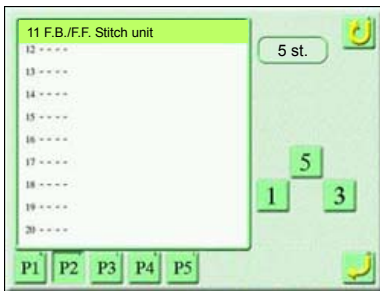 11 F.B./F.F. Stitch unit
12 - - - -
13 - - - -
14 - - - -
15 - - - -
16 - - - -
17 - - - -
18 - - - -
19 - - - -
20 - - - -
5 st.
5
1 3
P1 P2 P3 P4 P5